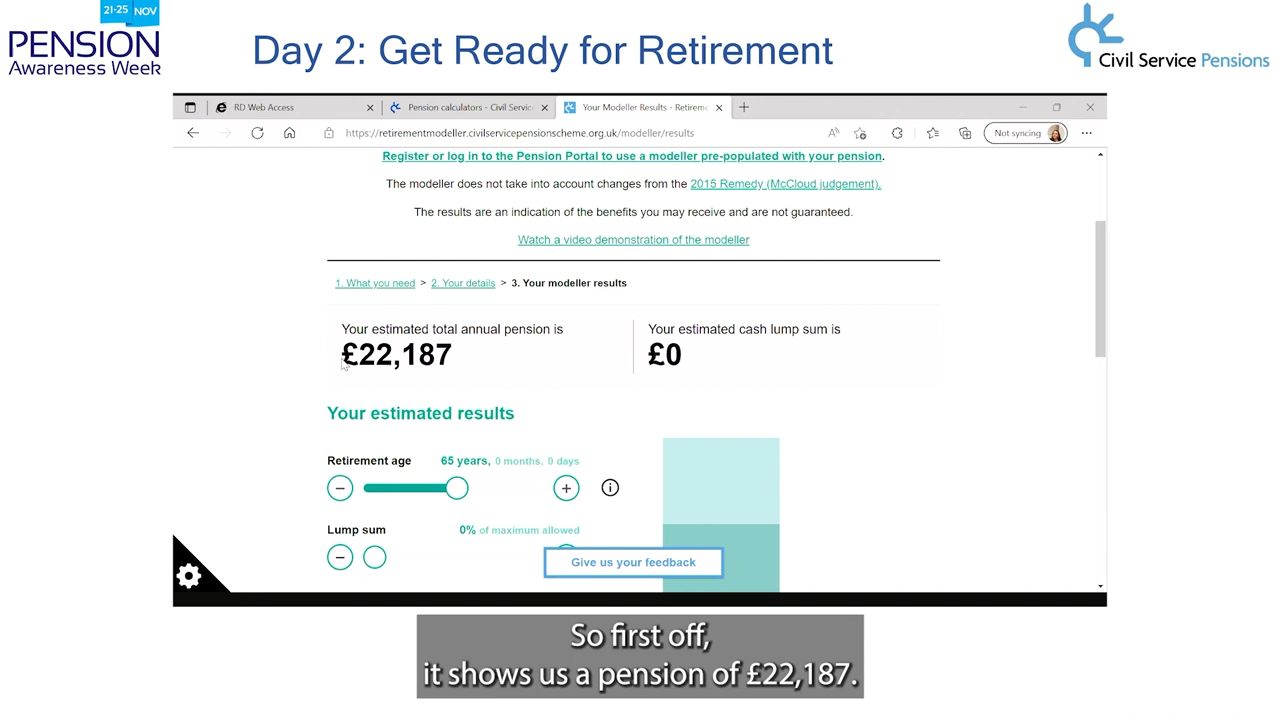 21-25 NOV
PENSION
Awareness Week
Day 2: Get Ready for Retirement
Civil Service Pensions
RD Web Access
Pension calculators - Civil Servic
Your Modeller Results - Retirem
https://retirementmodeller.civilservicepensionscheme.org.uk/modeller/results
Not syncing
Register or log in to the Pension Portal to use a modeller pre-populated with your pension.
The modeller does not take into account changes from the 2015 Remedy (McCloud judgement).
The results are an indication of the benefits you may receive and are not guaranteed.
Watch a video demonstration of the modeller
1. What you need > 2. Your details > 3. Your modeller results
Your estimated total annual pension is
£22,187
Your estimated cash lump sum is
£0
Your estimated results
Retirement age 65 years, 0 months, 0 days
Lump sum 0% of maximum allowed
Give us your feedback
So first off,
it shows us a pension of £22,187.